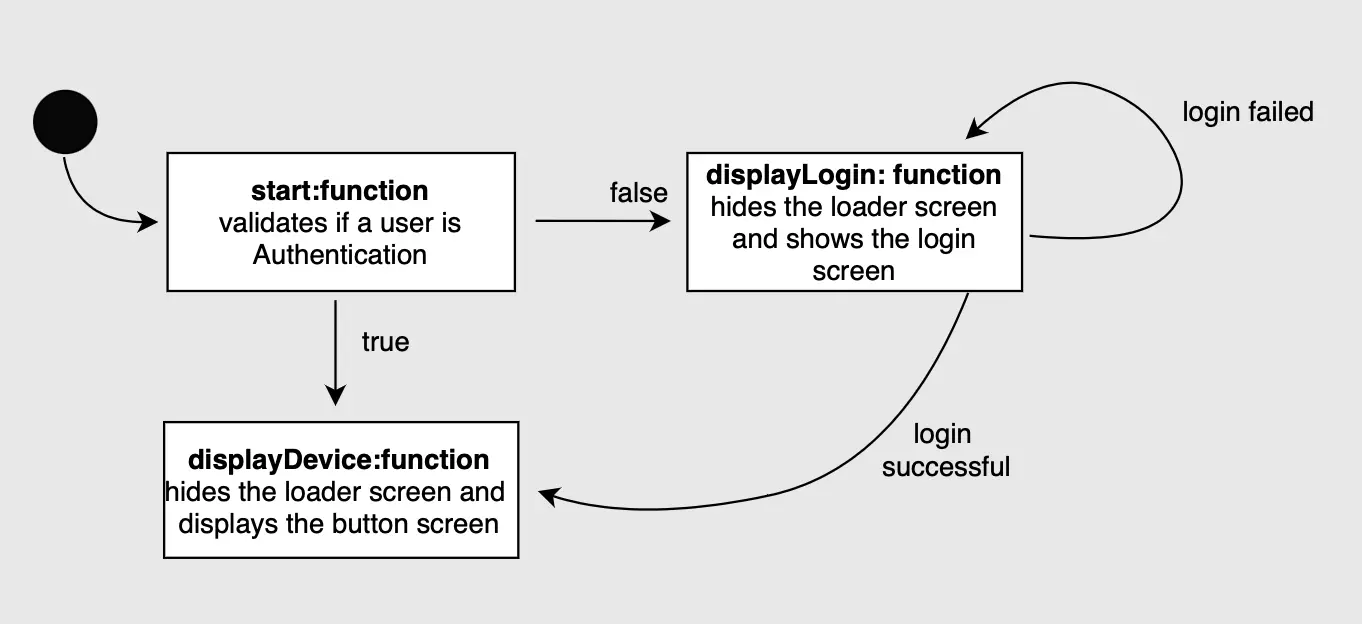 login failed
start:function
validates if a user is
Authentication
false
displayLogin: function
hides the loader screen
and shows the login
screen
true
login
successful
displayDevice:function
hides the loader screen and
displays the button screen